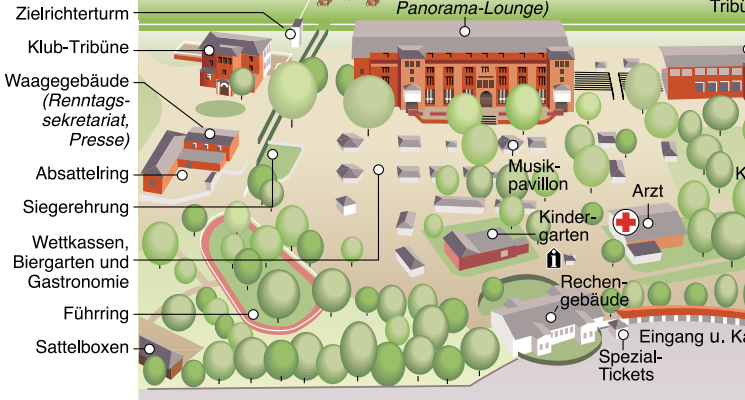 Zielrichterturm
Panorama-Lounge)
Klub-Tribüne
Waagegebäude
(Renntags-
sekretariat,
Presse)
Absattelring
Siegerehrung
Wettkassen,
Biergarten und
Gastronomie
Führring
Sattelboxen
Musik-
pavillon
Kinder-
garten
Arzt
Rechen-
gebäude
Spezial-
Tickets
Eingang u.